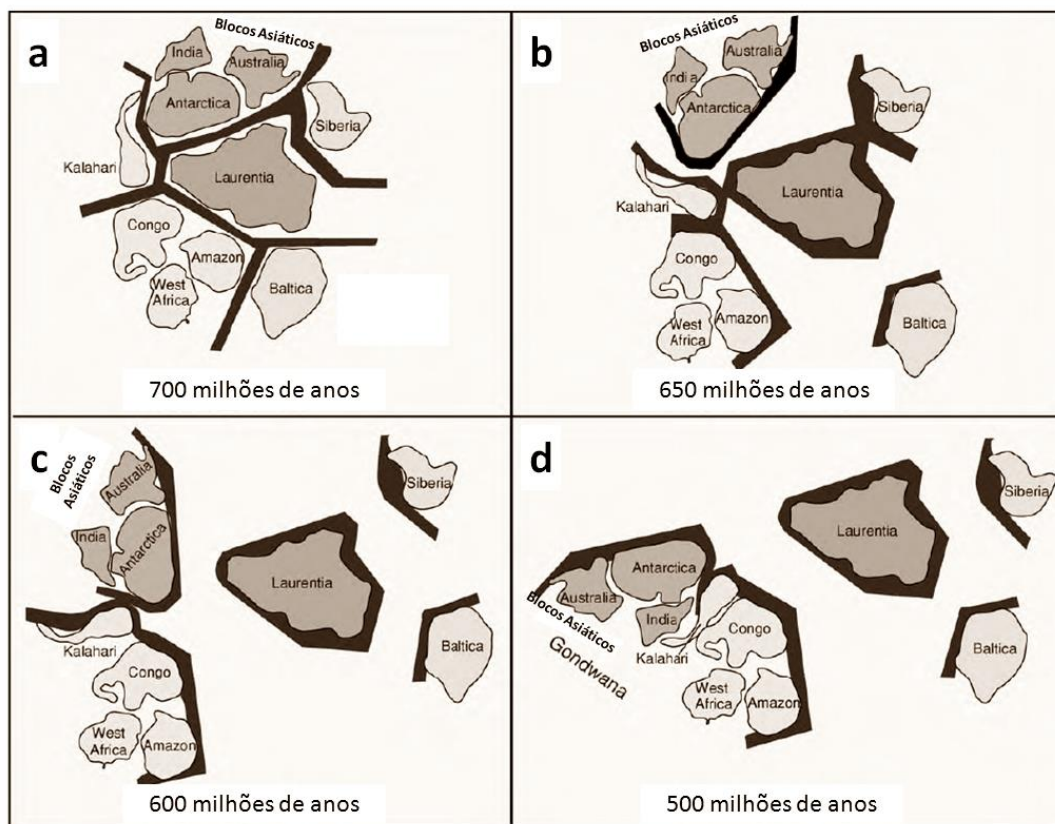 a
Blocos Asiáticos
India
Australia
Antarctica
Siberia
Kalahari
Laurentia
Congo
Amazon
West
Africa
Baltica
700 milhões de anos
b
Blocos Asiáticos
Australia
India
Antarctica
Siberia
Kalahari
Laurentia
Congo
West
Africa
Amazon
Baltica
650 milhões de anos
c
Blocos
Asiáticos
Australia
India
Antarctica
Siberia
Laurentia
Kalahari
Congo
West
Africa
Amazon
Baltica
600 milhões de anos
d
Siberia
Laurentia
Antarctica
Australia
Blocos Asiáticos
India
Kalahari
Gondwana
Congo
West
Africa
Amazon
Baltica
500 milhões de anos